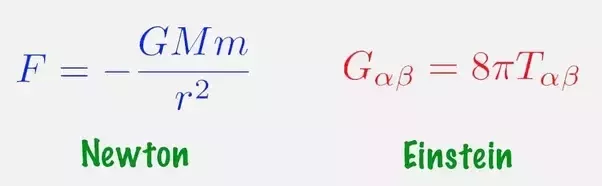 F = −GMm/r² G_αβ = 8πT_αβ
Newton Einstein